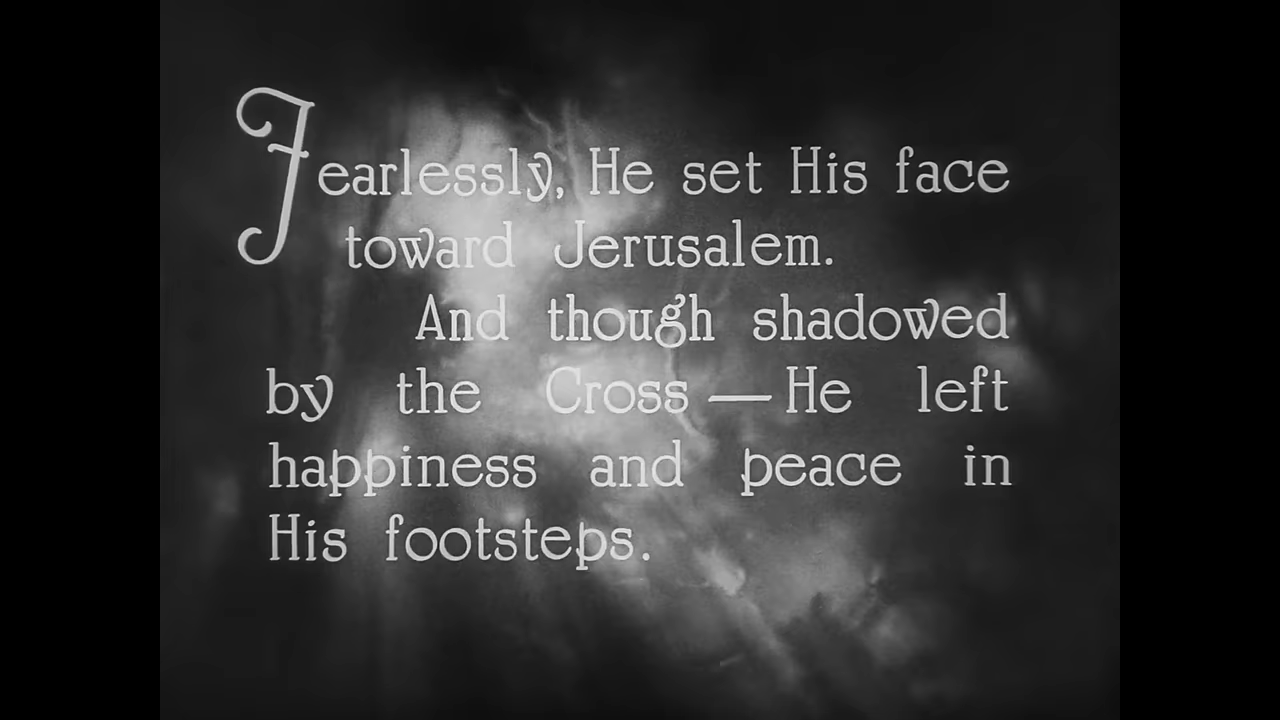 Fearlessly, He set His face
toward Jerusalem.
And though shadowed
by the Cross — He left
happiness and peace in
His footsteps.